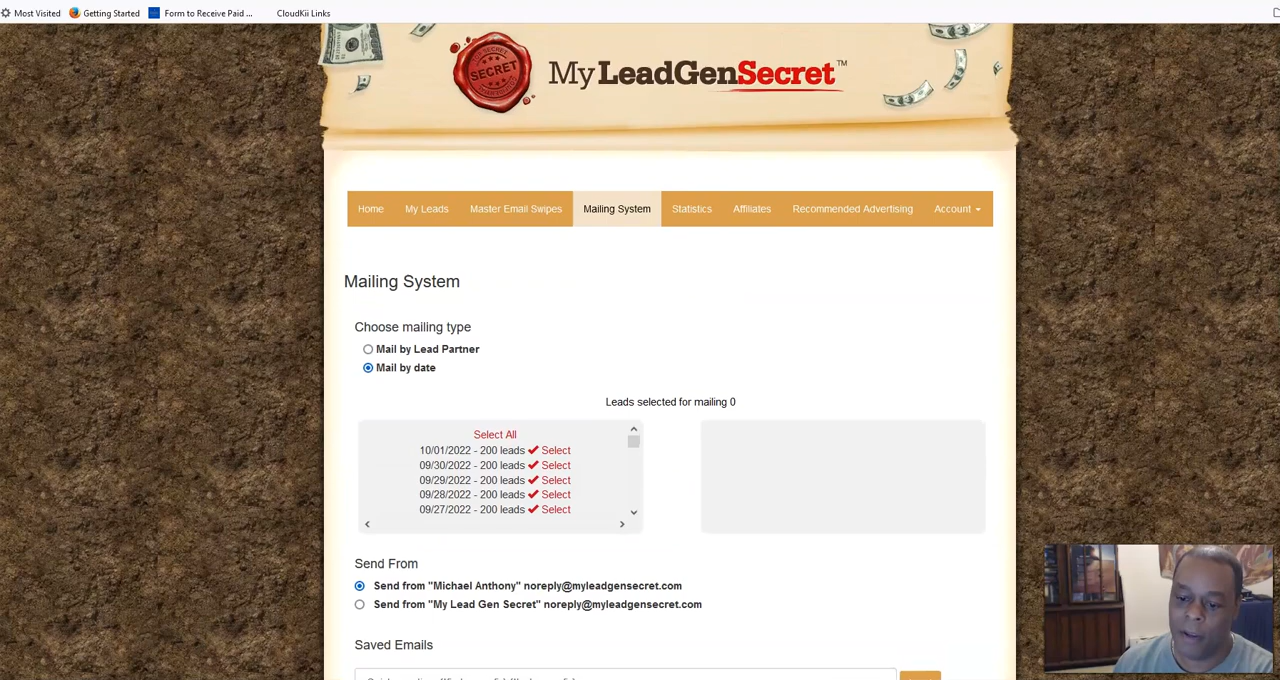 Most Visited Getting Started Form to Receive Paid ... CloudKii Links
SECRET
MyLeadGenSecret™
Home My Leads Master Email Swipes Mailing System Statistics Affiliates Recommended Advertising Account
Mailing System
Choose mailing type
Mail by Lead Partner
Mail by date
Leads selected for mailing 0
Select All
10/01/2022 - 200 leads ✔ Select
09/30/2022 - 200 leads ✔ Select
09/29/2022 - 200 leads ✔ Select
09/28/2022 - 200 leads ✔ Select
09/27/2022 - 200 leads ✔ Select
Send From
Send from "Michael Anthony" noreply@myleadgensecret.com
Send from "My Lead Gen Secret" noreply@myleadgensecret.com
Saved Emails